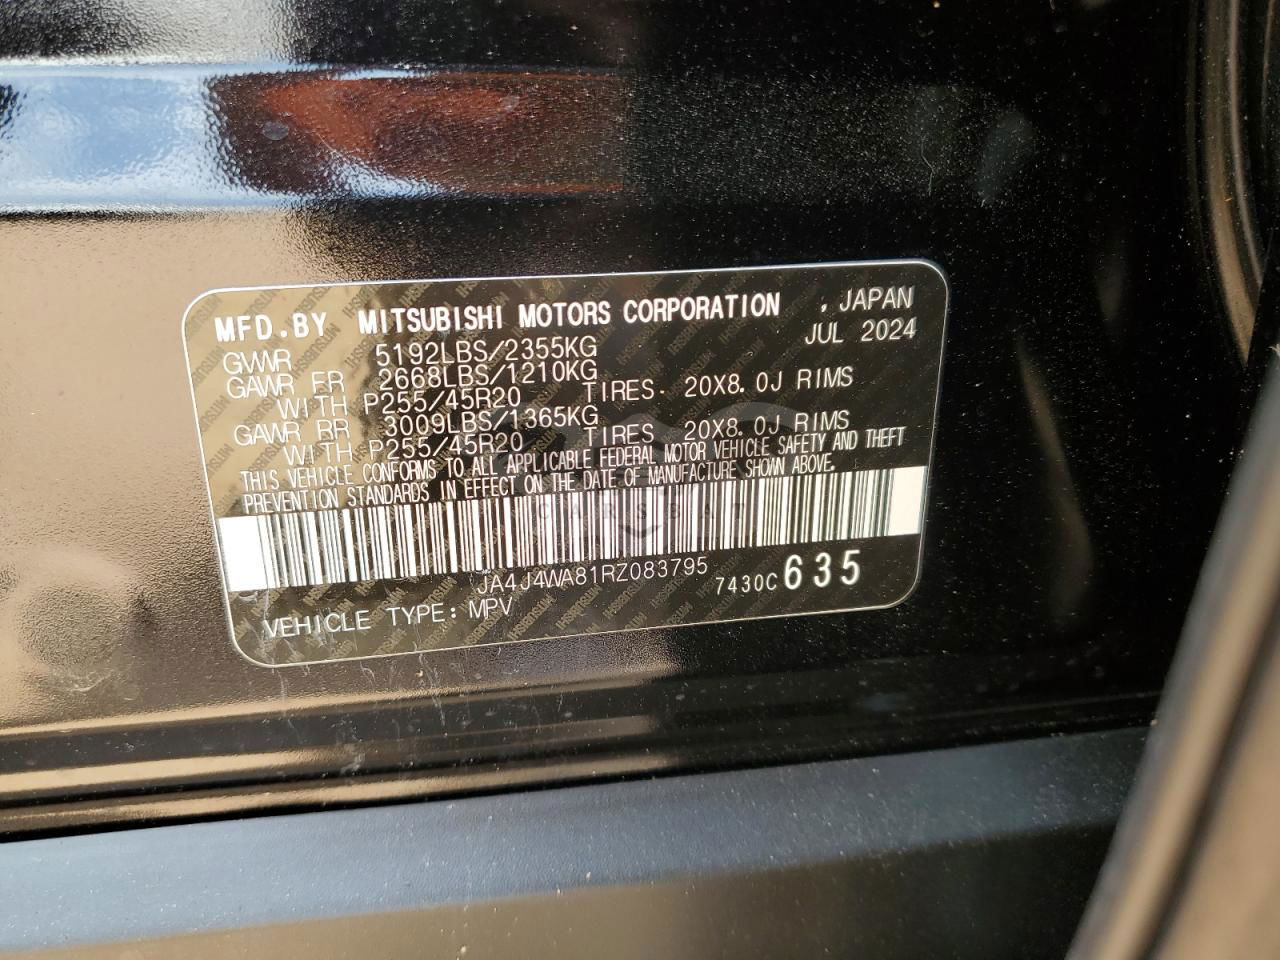 MFD.BY MITSUBISHI MOTORS CORPORATION , JAPAN
JUL 2024
GVWR 5192LBS/2355KG
GAWR FR 2668LBS/1210KG
WITH P255/45R20 TIRES. 20X8.0J RIMS
GAWR RR 3009LBS/1365KG
WITH P255/45R20 TIRES 20X8.0J RIMS
THIS VEHICLE CONFORMS TO ALL APPLICABLE FEDERAL MOTOR VEHICLE SAFETY AND THEFT
PREVENTION STANDARDS IN EFFECT ON THE DATE OF MANUFACTURE SHOWN ABOVE.
JA4J4WA81RZ083795 7430C 635
VEHICLE TYPE: MPV